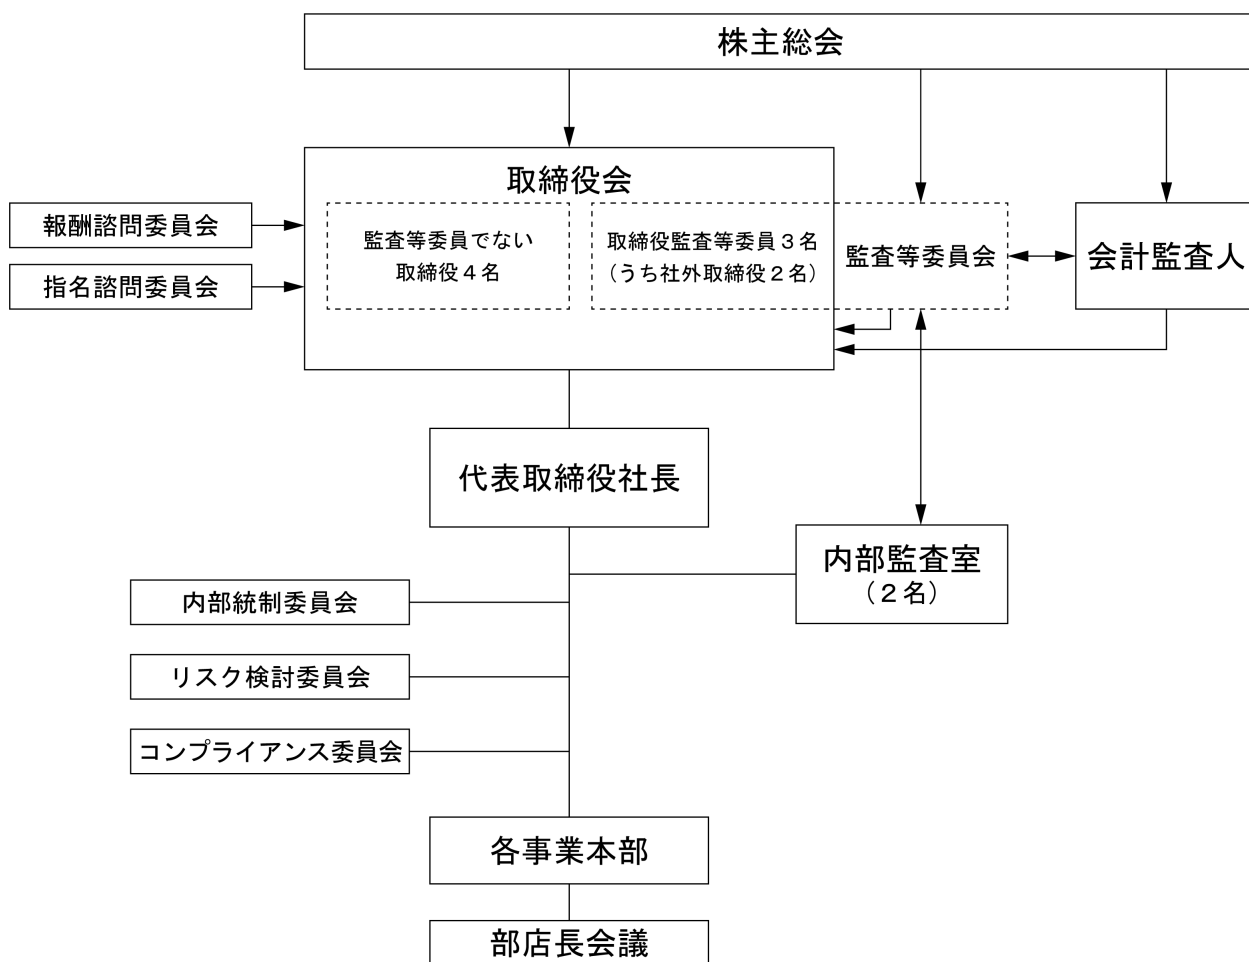 株主総会
取締役会
報酬諮問委員会
指名諮問委員会
監査等委員でない
取締役４名
取締役監査等委員３名
（うち社外取締役２名）
監査等委員会
会計監査人
代表取締役社長
内部監査室
（２名）
内部統制委員会
リスク検討委員会
コンプライアンス委員会
各事業本部
部店長会議